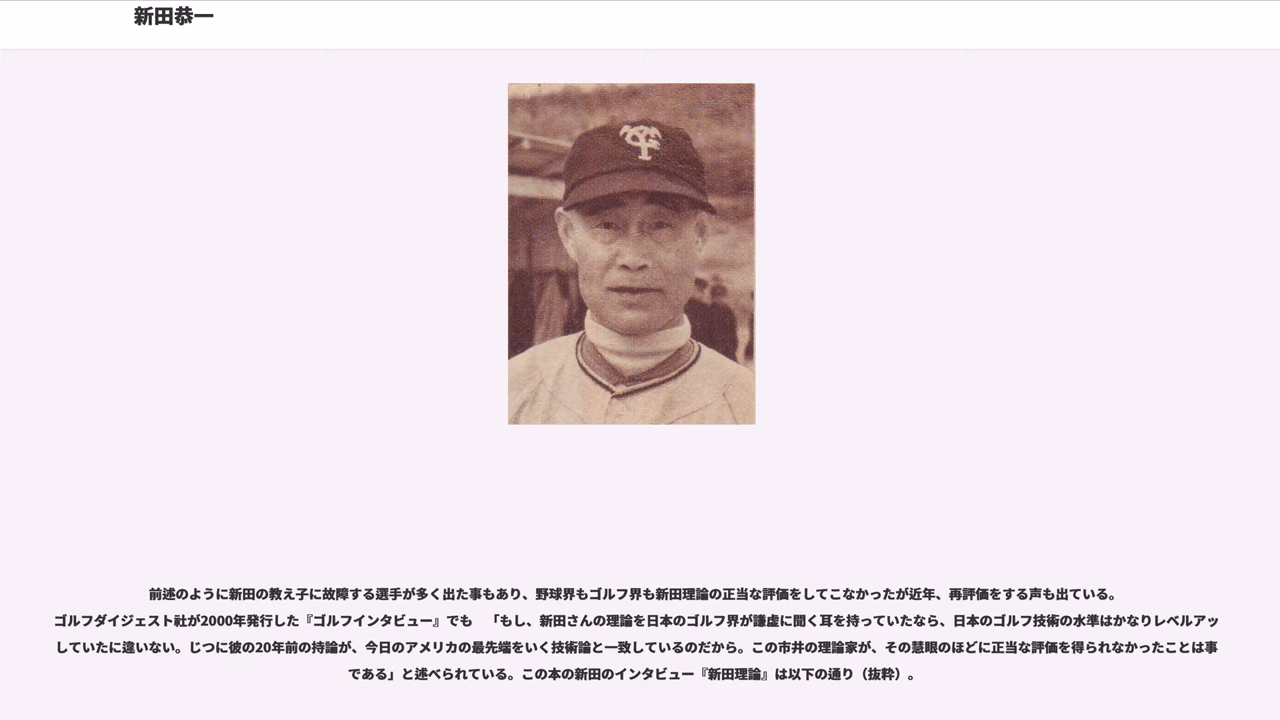 新田恭一
YG
前述のように新田の教え子に故障する選手が多く出た事もあり、野球界もゴルフ界も新田理論の正当な評価をしてこなかったが近年、再評価をする声も出ている。
ゴルフダイジェスト社が2000年発行した『ゴルフインタビュー』でも　「もし、新田さんの理論を日本のゴルフ界が謙虚に聞く耳を持っていたなら、日本のゴルフ技術の水準はかなりレベルアッ
していたに違いない。じつに彼の20年前の持論が、今日のアメリカの最先端をいく技術論と一致しているのだから。この市井の理論家が、その慧眼のほどに正当な評価を得られなかったことは事
である」と述べられている。この本の新田のインタビュー『新田理論』は以下の通り（抜粋）。